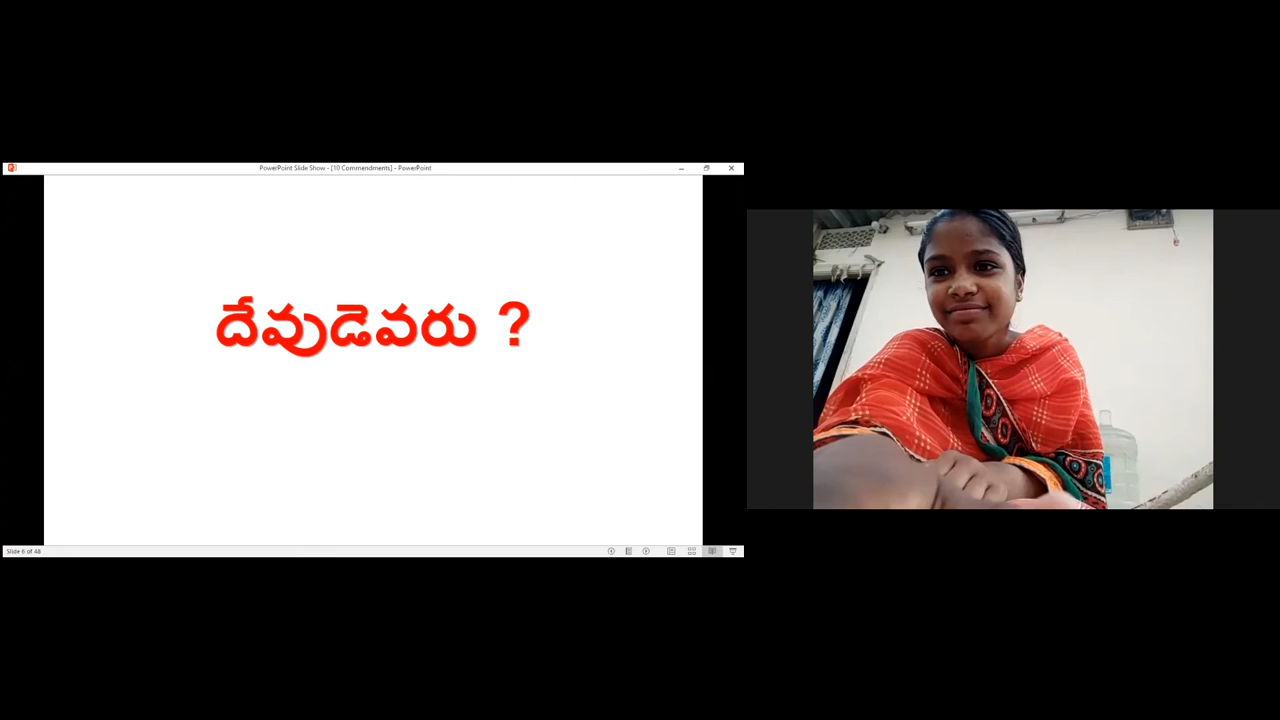 PowerPoint Slide Show - [10 Commendments] - PowerPoint
దేవుడెవరు ?
Slide 6 of 48